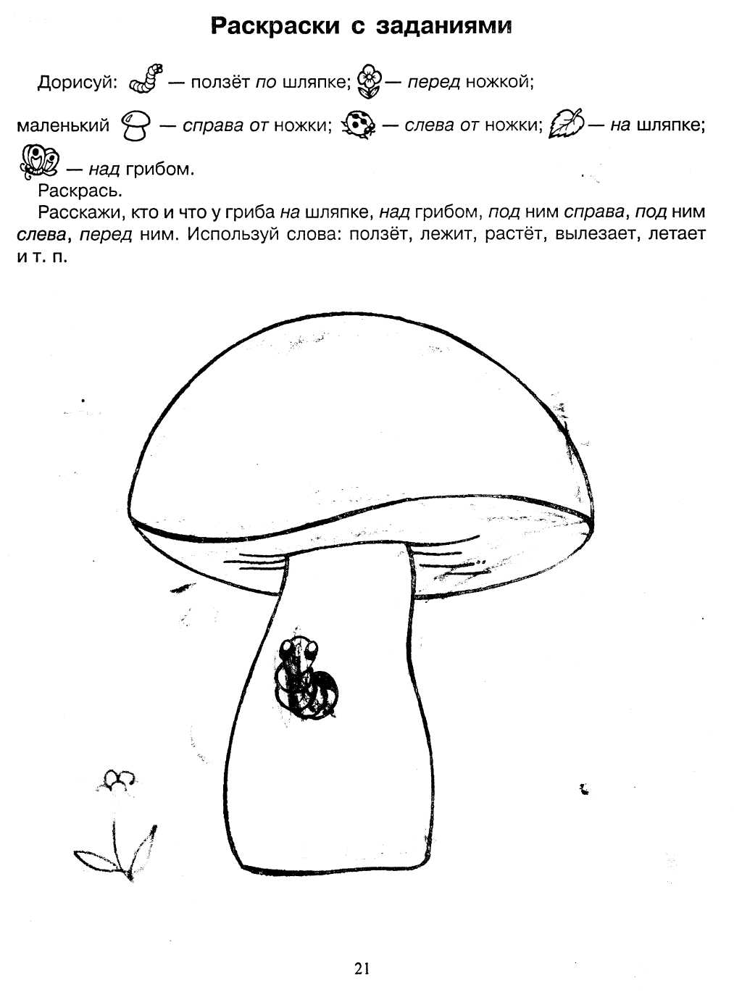 Раскраски с заданиями
Дорисуй: — ползёт по шляпке; — перед ножкой;
маленький — справа от ножки; — слева от ножки; — на шляпке;
— над грибом.
Раскрась.
Расскажи, кто и что у гриба на шляпке, над грибом, под ним справа, под ним
слева, перед ним. Используй слова: ползёт, лежит, растёт, вылезает, летает
и т. п.
21